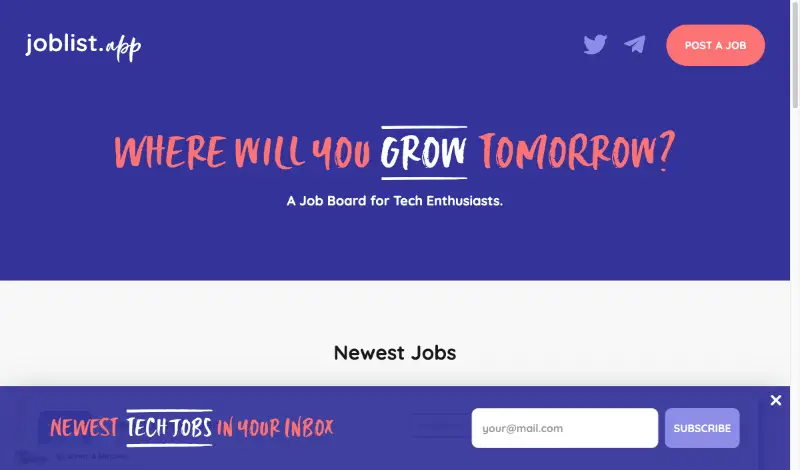 joblist.app
POST A JOB
WHERE WILL YOU GROW TOMORROW?
A Job Board for Tech Enthusiasts.
Newest Jobs
NEWEST TECH JOBS IN YOUR INBOX
your@mail.com
SUBSCRIBE